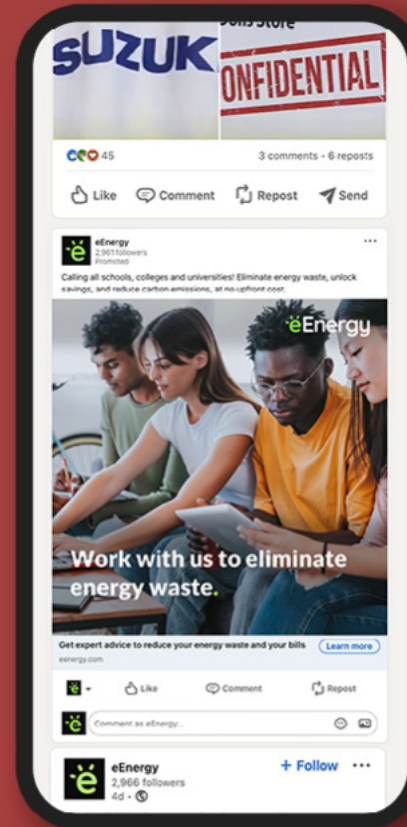 SUZUK
Store
ONFIDENTIAL
45
3 comments • 6 reposts
Like
Comment
Repost
Send
ë
eEnergy
2,961 followers
Promoted
Calling all schools, colleges and universities! Eliminate energy waste, unlock
savings, and reduce carbon emissions, at no upfront cost.
ëEnergy
Work with us to eliminate
energy waste.
Get expert advice to reduce your energy waste and your bills
Learn more
eenergy.com
ë
Like
Comment
Repost
ë
Comment as eEnergy...
ë
eEnergy
+ Follow
2,966 followers
4d •